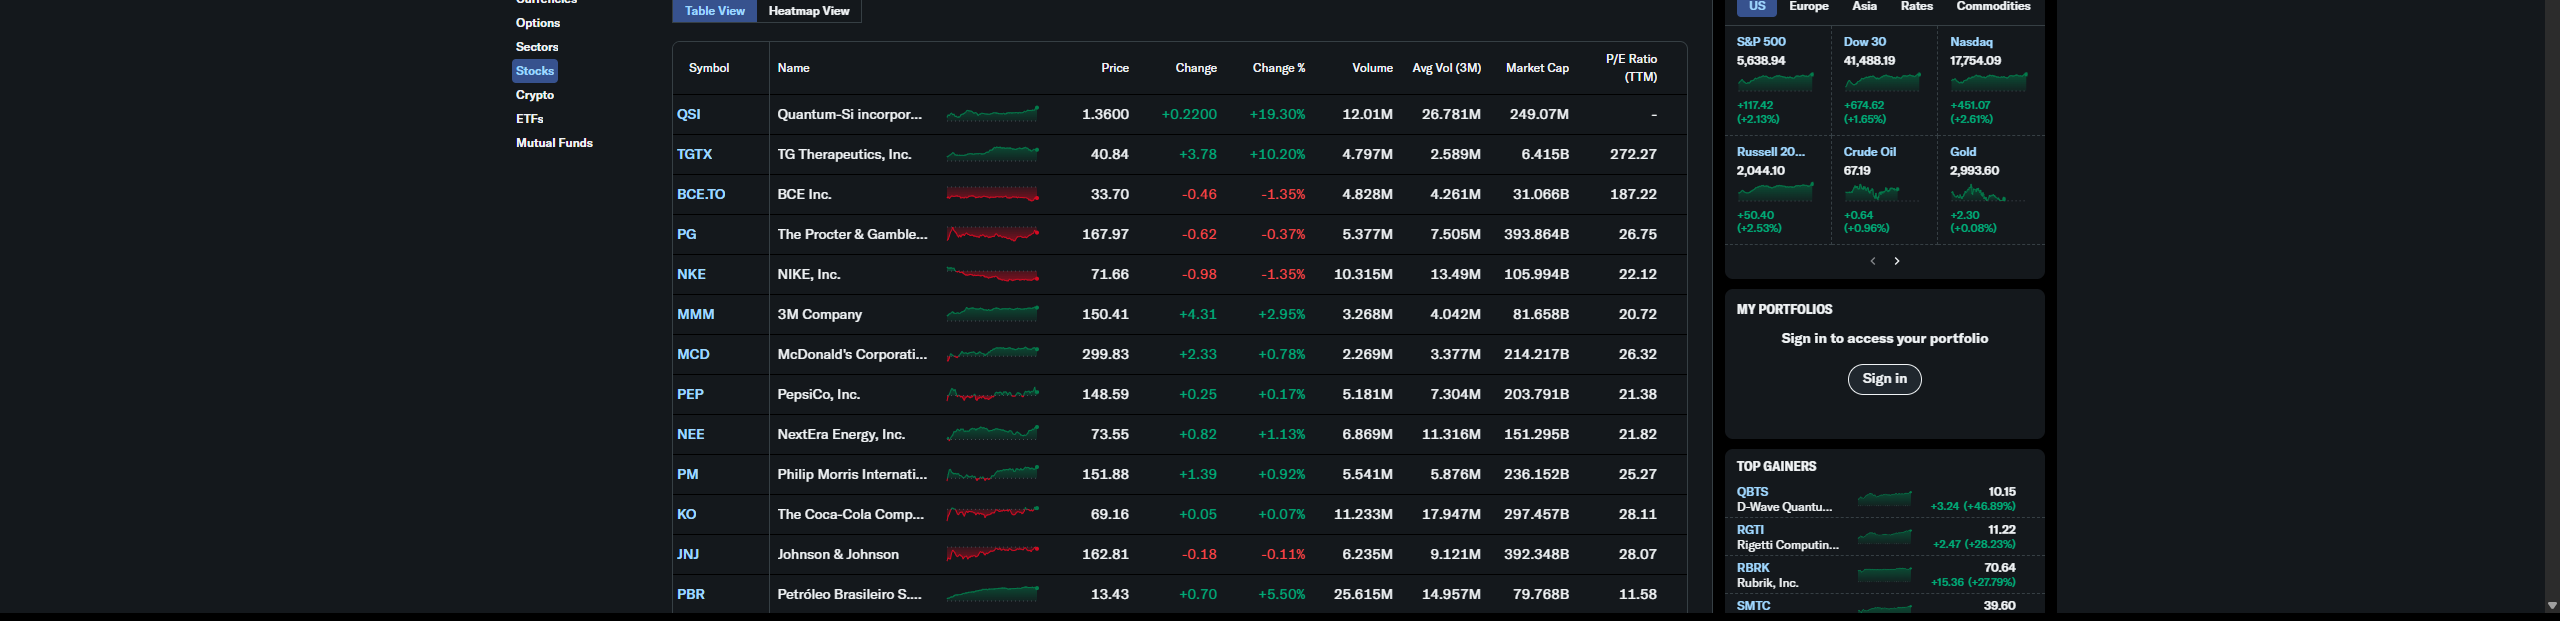 Currencies
Options
Sectors
Stocks
Crypto
ETFs
Mutual Funds
Table View Heatmap View
Symbol Name Price Change Change % Volume Avg Vol (3M) Market Cap P/E Ratio (TTM)
QSI Quantum-Si incorpor... 1.3600 +0.2200 +19.30% 12.01M 26.781M 249.07M -
TGTX TG Therapeutics, Inc. 40.84 +3.78 +10.20% 4.797M 2.589M 6.415B 272.27
BCE.TO BCE Inc. 33.70 -0.46 -1.35% 4.828M 4.261M 31.066B 187.22
PG The Procter & Gamble... 167.97 -0.62 -0.37% 5.377M 7.505M 393.864B 26.75
NKE NIKE, Inc. 71.66 -0.98 -1.35% 10.315M 13.49M 105.994B 22.12
MMM 3M Company 150.41 +4.31 +2.95% 3.268M 4.042M 81.658B 20.72
MCD McDonald's Corporati... 299.83 +2.33 +0.78% 2.269M 3.377M 214.217B 26.32
PEP PepsiCo, Inc. 148.59 +0.25 +0.17% 5.181M 7.304M 203.791B 21.38
NEE NextEra Energy, Inc. 73.55 +0.82 +1.13% 6.869M 11.316M 151.295B 21.82
PM Philip Morris Internati... 151.88 +1.39 +0.92% 5.541M 5.876M 236.152B 25.27
KO The Coca-Cola Comp... 69.16 +0.05 +0.07% 11.233M 17.947M 297.457B 28.11
JNJ Johnson & Johnson 162.81 -0.18 -0.11% 6.235M 9.121M 392.348B 28.07
PBR Petróleo Brasileiro S.... 13.43 +0.70 +5.50% 25.615M 14.957M 79.768B 11.58
US Europe Asia Rates Commodities
S&P 500 Dow 30 Nasdaq
5,638.94 41,488.19 17,754.09
+117.42 +674.62 +451.07
(+2.13%) (+1.65%) (+2.61%)
Russell 20... Crude Oil Gold
2,044.10 67.19 2,993.60
+50.40 +0.64 +2.30
(+2.53%) (+0.96%) (+0.08%)
MY PORTFOLIOS
Sign in to access your portfolio
Sign in
TOP GAINERS
QBTS 10.15
D-Wave Quantu... +3.24 (+46.89%)
RGTI 11.22
Rigetti Computin... +2.47 (+28.23%)
RBRK 70.64
Rubrik, Inc. +15.36 (+27.79%)
SMTC 39.60